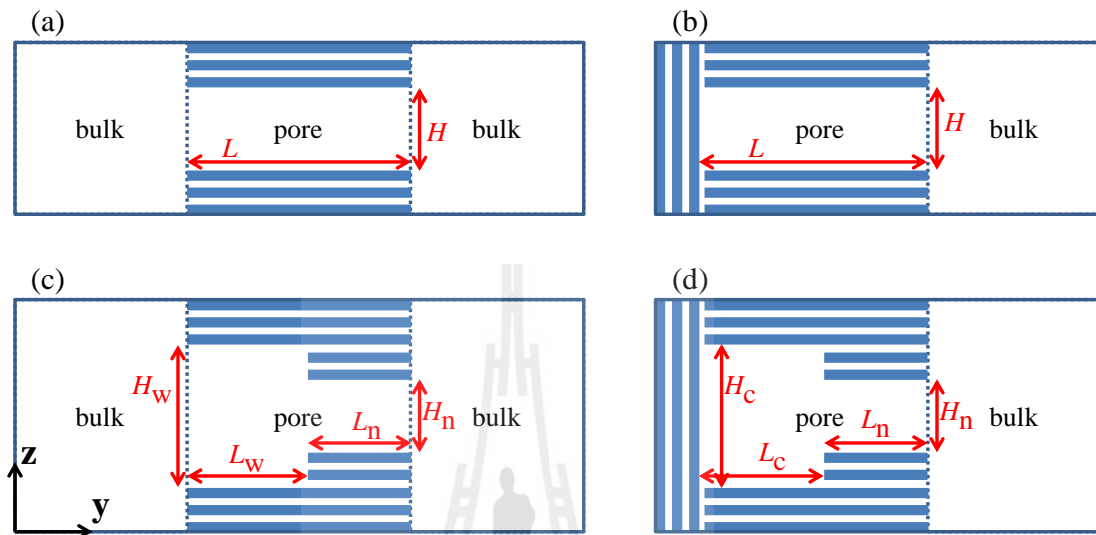 (a)
(b)
bulk
pore
bulk
L
H
pore
bulk
L
H
(c)
(d)
bulk
pore
bulk
Hw
Lw
Ln
Hn
z
y
pore
bulk
Hc
Lc
Ln
Hn